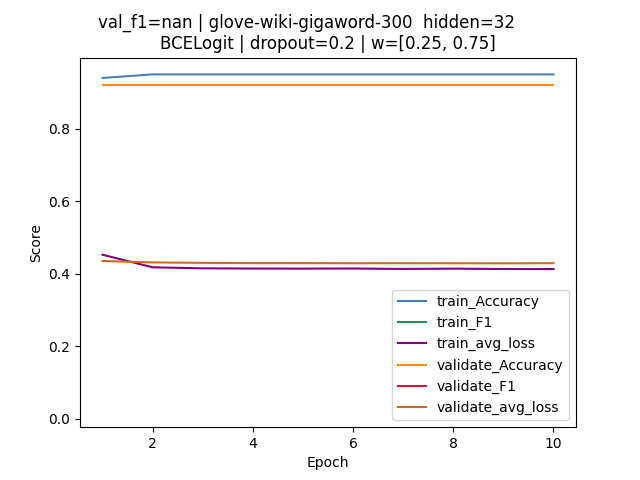 val_f1=nan | glove-wiki-gigaword-300  hidden=32
BCELogit | dropout=0.2 | w=[0.25, 0.75]
Score
0.8
0.6
0.4
0.2
0.0
train_Accuracy
train_F1
train_avg_loss
validate_Accuracy
validate_F1
validate_avg_loss
2
4
6
8
10
Epoch